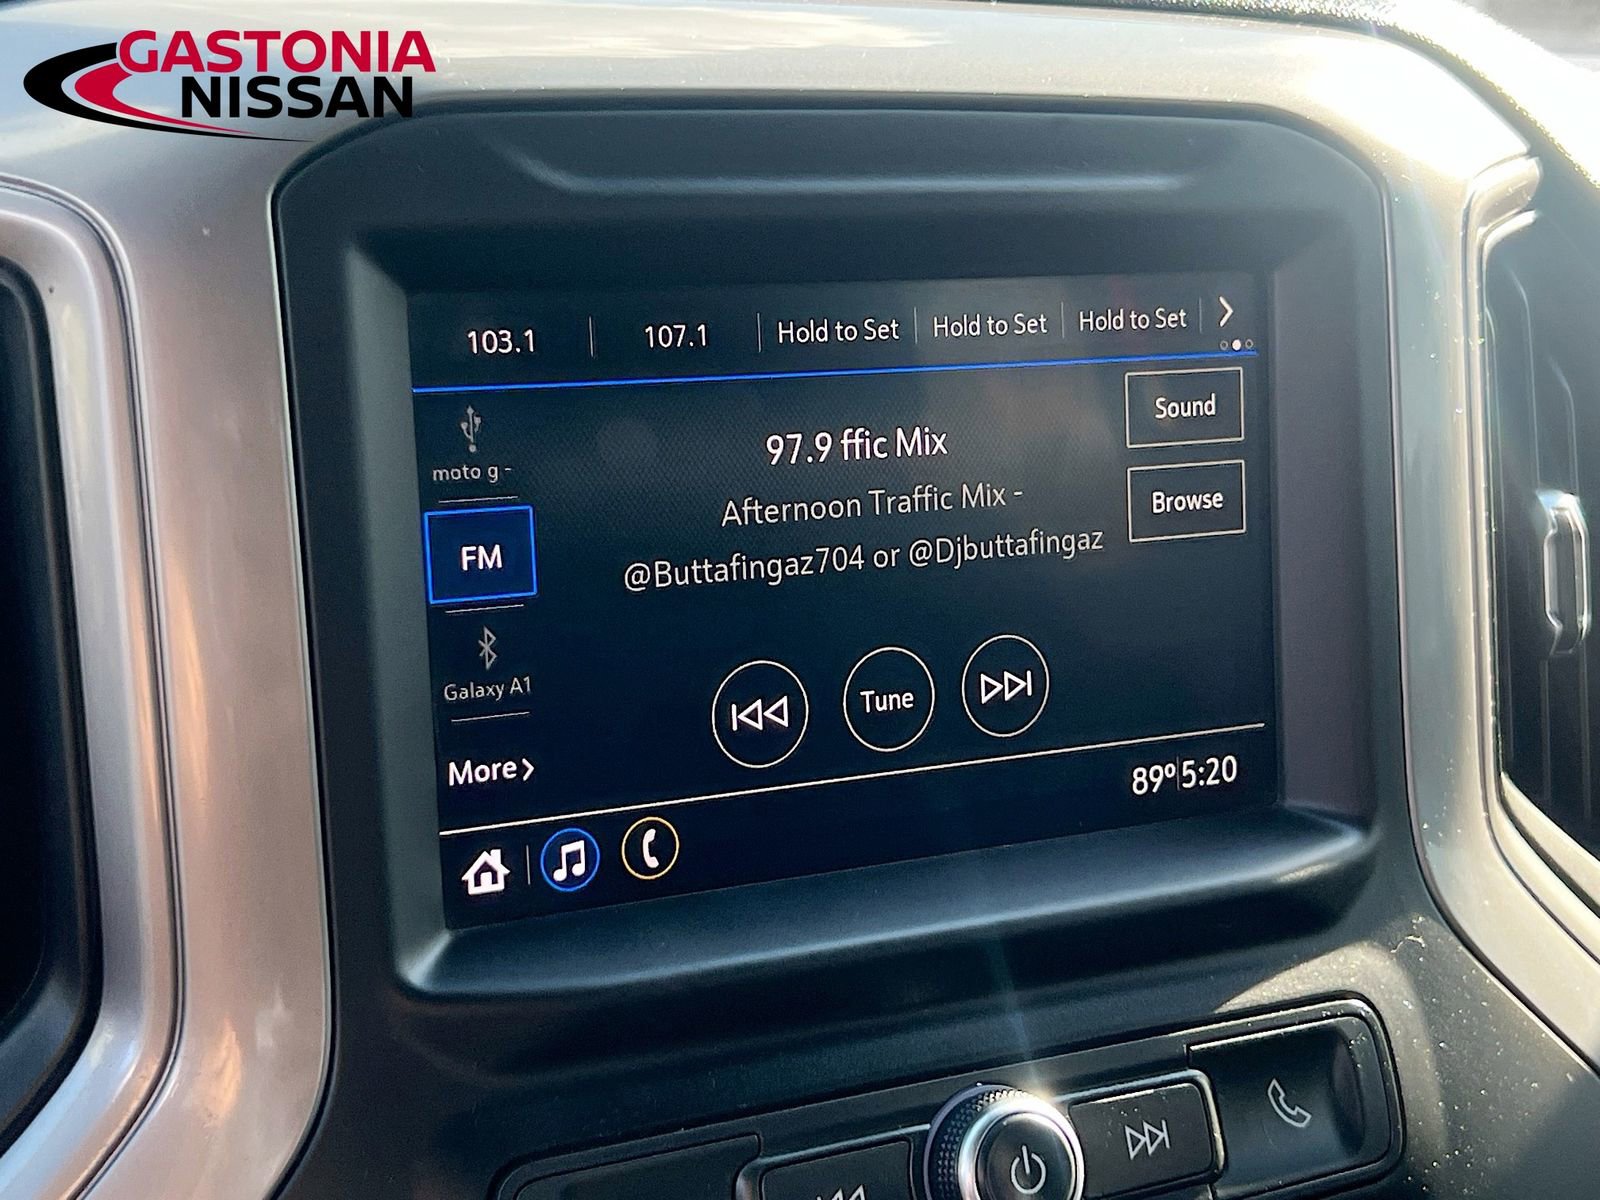 GASTONIA
NISSAN
103.1 107.1 Hold to Set Hold to Set Hold to Set
Sound
moto g -
97.9 ffic Mix
Browse
Afternoon Traffic Mix -
FM
@Buttafingaz704 or @Djbuttafingaz
Galaxy A1
Tune
More
89° 5:20